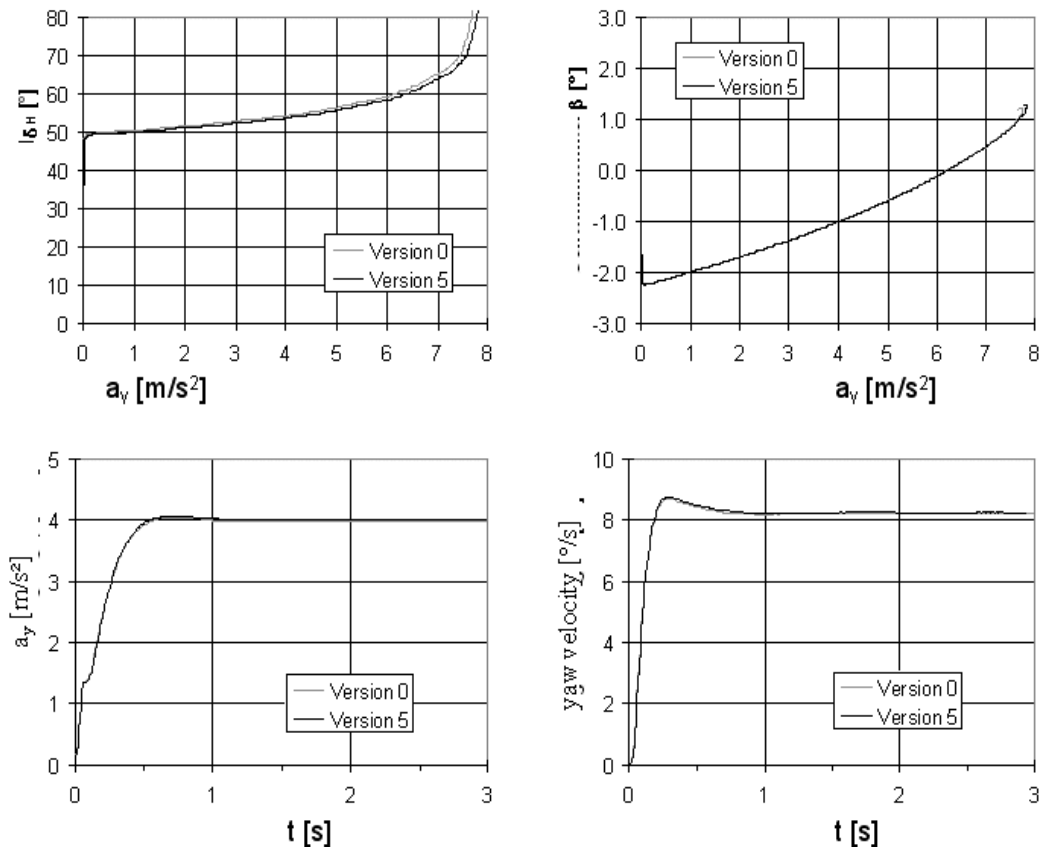 80
70
60
50
40
30
20
10
0
δH [°]
Version 0
Version 5
0 1 2 3 4 5 6 7 8
ay [m/s²]
3.0
2.0
1.0
0.0
-1.0
-2.0
-3.0
β [°]
Version 0
Version 5
0 1 2 3 4 5 6 7 8
ay [m/s²]
5
4
3
2
1
0
ay [m/s²]
Version 0
Version 5
0 1 2 3
t [s]
10
8
6
4
2
0
yaw velocity [°/s]
Version 0
Version 5
0 1 2 3
t [s]